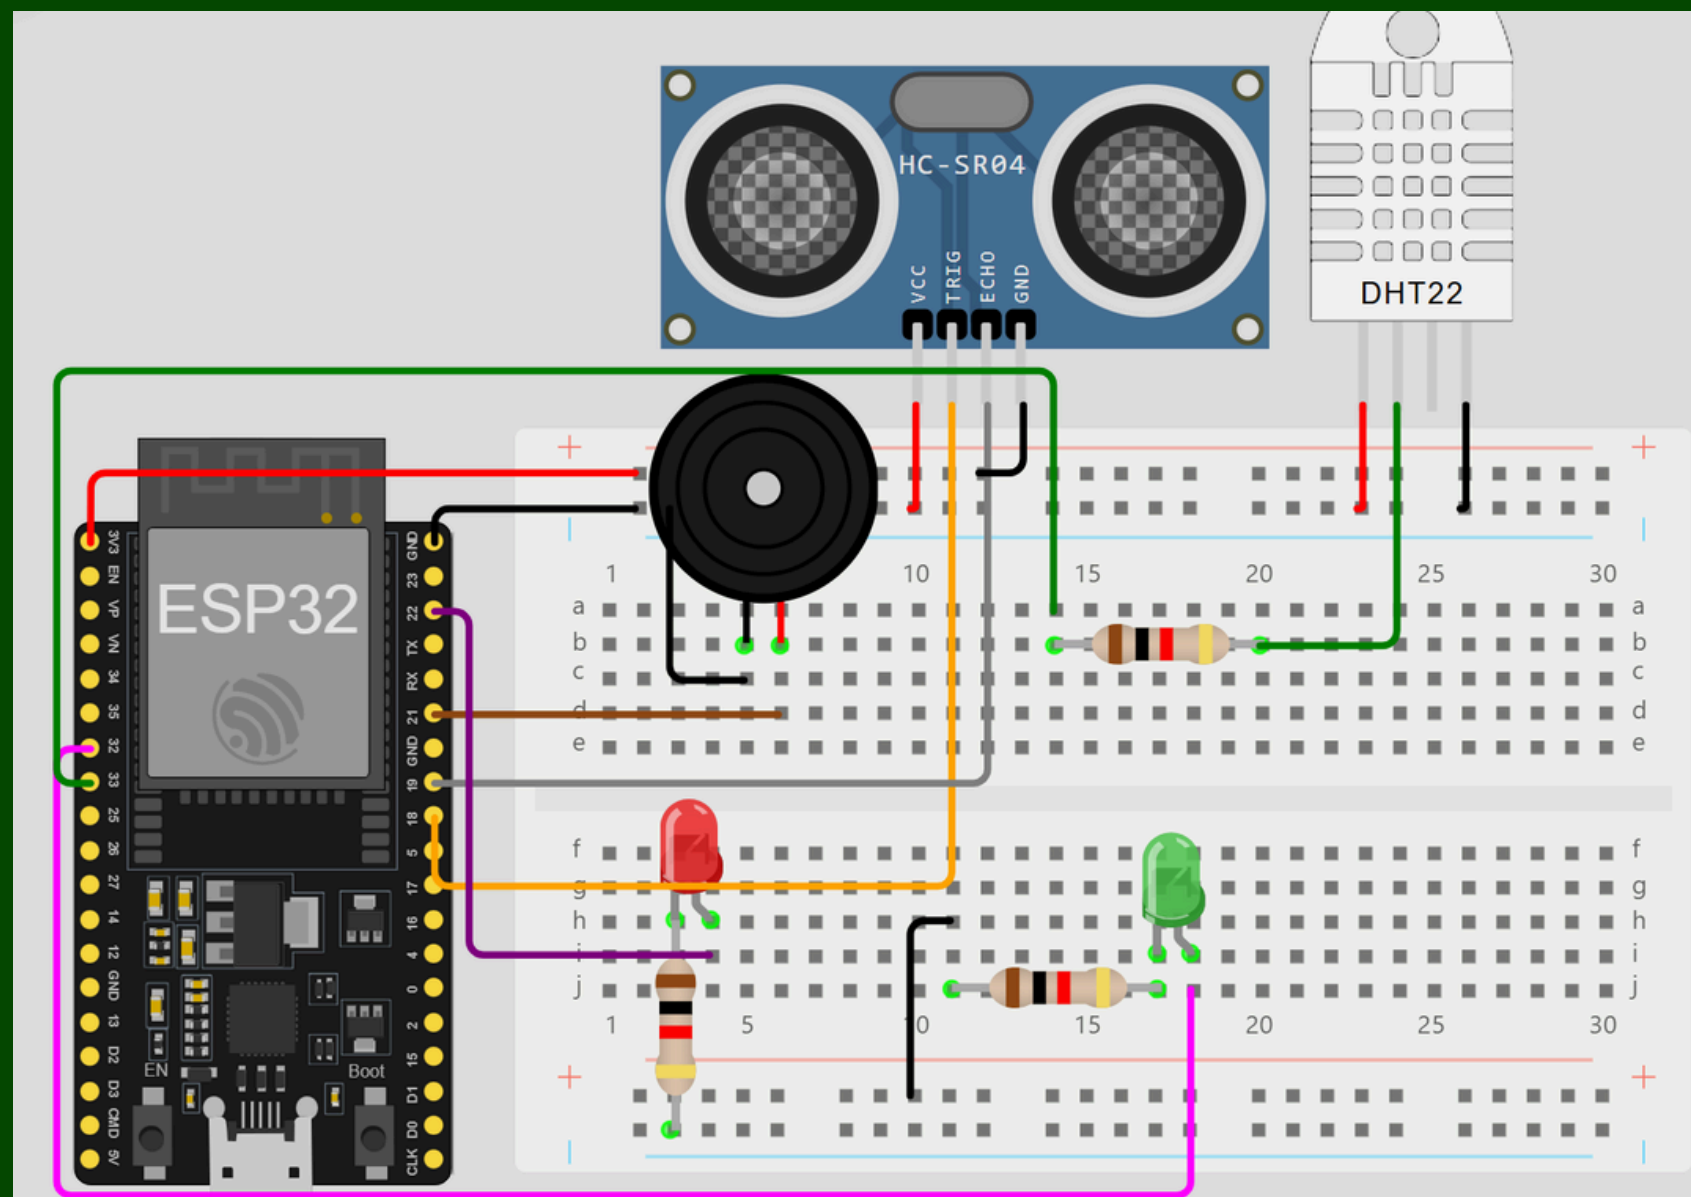 HC-SR04
VCC
TRIG
ECHO
GND
DHT22
ESP32
3V3
EN
VP
VN
34
35
32
33
25
26
27
14
12
GND
13
D2
D3
CMD
5V
GND
23
22
TX
RX
21
GND
19
18
5
17
16
4
0
2
15
D1
D0
CLK
EN
Boot
+ +
1 10 15 20 25 30
a a
b b
c c
d d
e e
f f
g g
h h
i i
j j
1 5 10 15 20 25 30
+ +